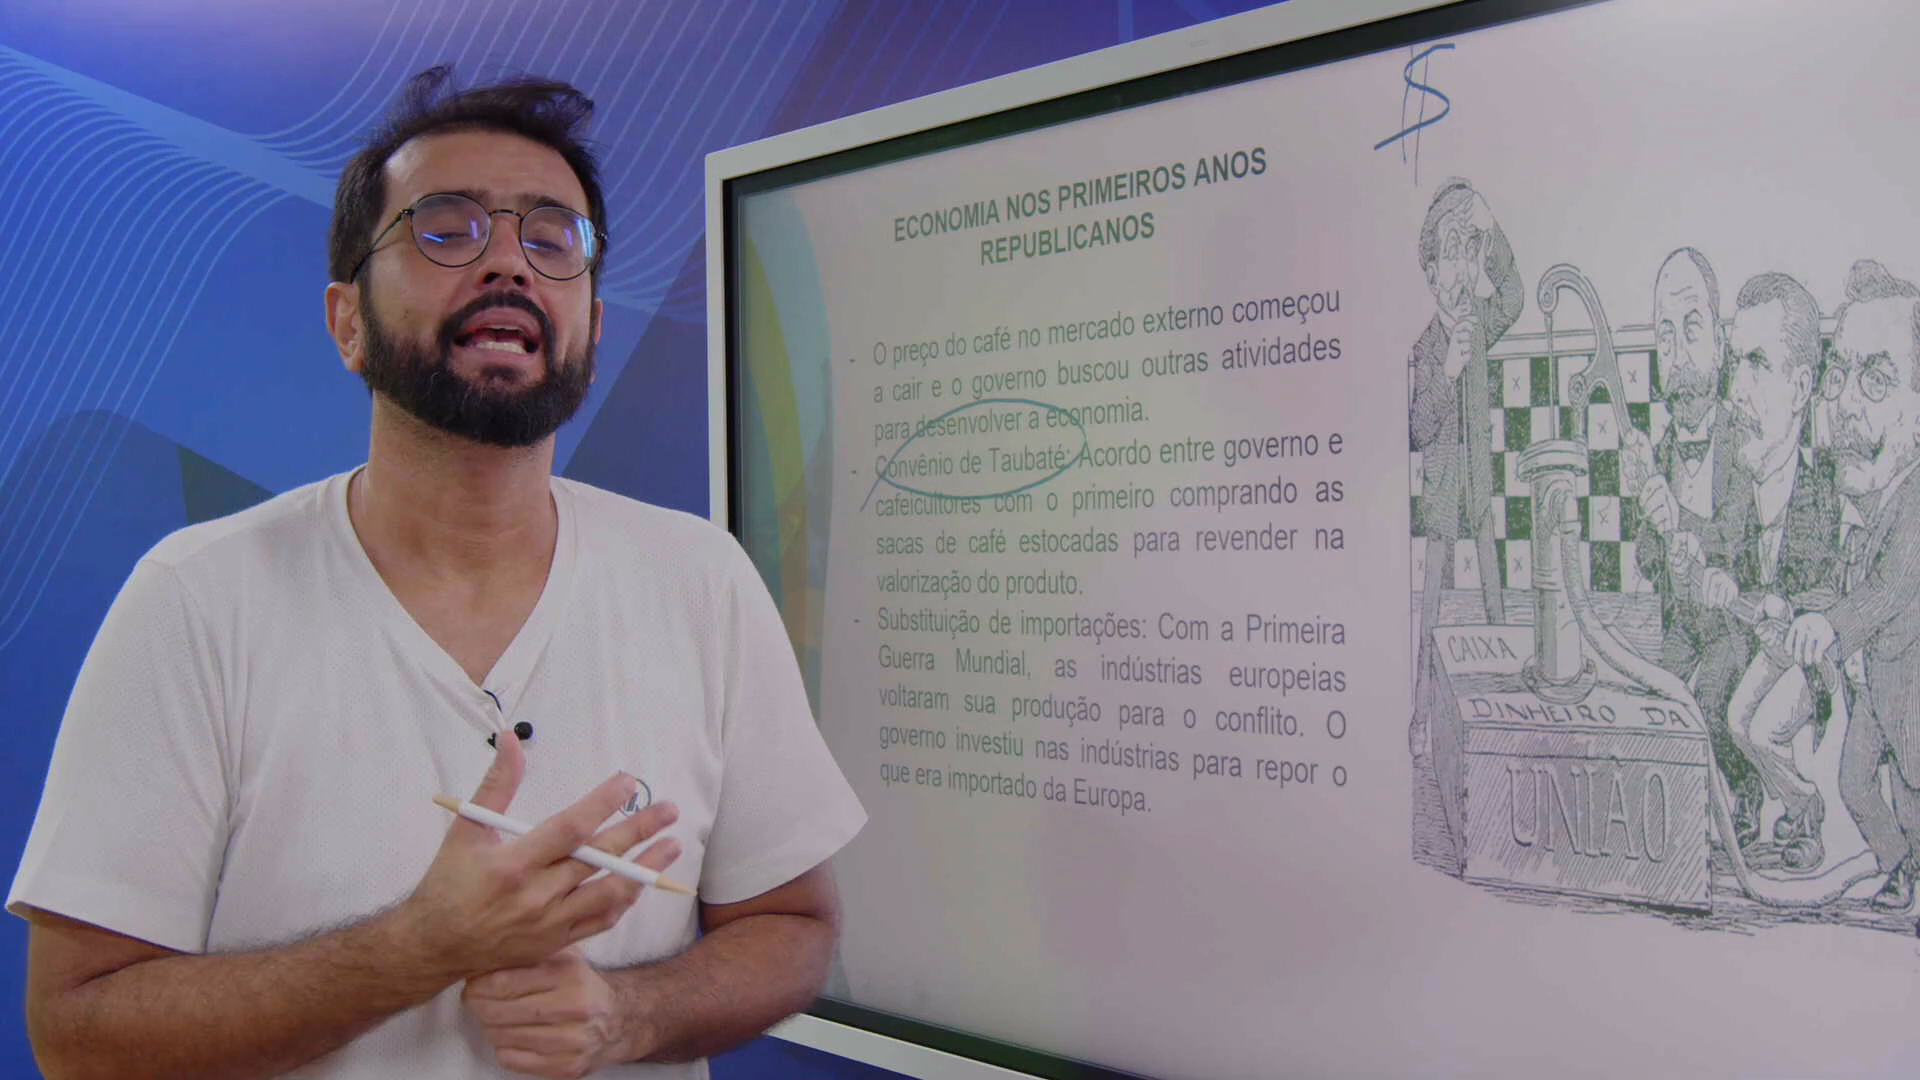 $
ECONOMIA NOS PRIMEIROS ANOS
REPUBLICANOS
- O preço do café no mercado externo começou
a cair e o governo buscou outras atividades
para desenvolver a economia.
- Convênio de Taubaté: Acordo entre governo e
cafeicultores com o primeiro comprando as
sacas de café estocadas para revender na
valorização do produto.
- Substituição de importações: Com a Primeira
Guerra Mundial, as indústrias europeias
voltaram sua produção para o conflito. O
governo investiu nas indústrias para repor o
que era importado da Europa.
CAIXA
DINHEIRO DA
UNIÃO